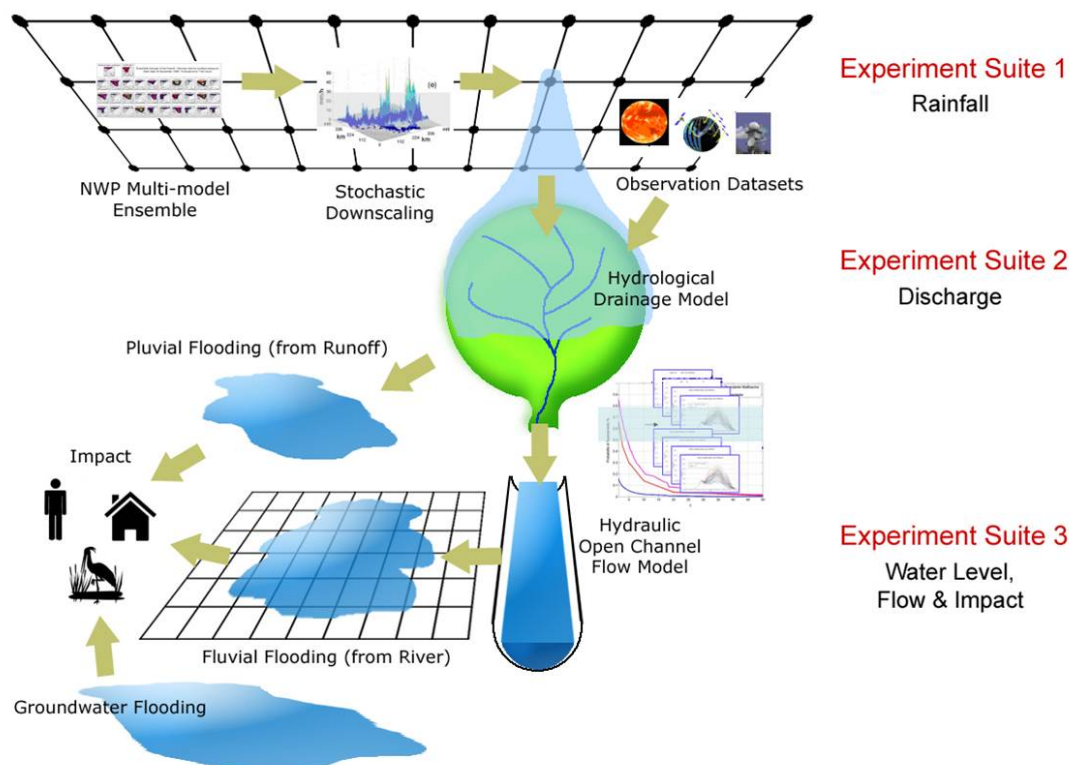 Experiment Suite 1
Rainfall
NWP Multi-model
Ensemble
Stochastic
Downscaling
Observation Datasets
(e)
km
km
Experiment Suite 2
Discharge
Hydrological
Drainage Model
Pluvial Flooding (from Runoff)
Impact
Hydraulic
Open Channel
Flow Model
Experiment Suite 3
Water Level,
Flow & Impact
Fluvial Flooding (from River)
Groundwater Flooding